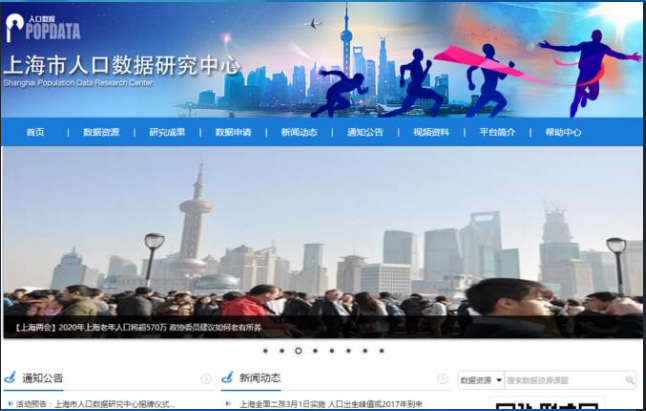 人口数据
POPDATA
上海市人口数据研究中心
Shanghai Population Data Research Center
首页 | 数据资源 | 研究成果 | 数据申请 | 新闻动态 | 通知公告 | 视频资料 | 平台简介 | 帮助中心
【上海两会】2020年上海老年人口将超570万 政协委员建议如何老有所养
通知公告
新闻动态
数据资源
搜索数据资源课题
活动预告:上海市人口数据研究中心揭牌仪式...
上海全面二孩3月1日实施 人口出生峰值或2017年到来